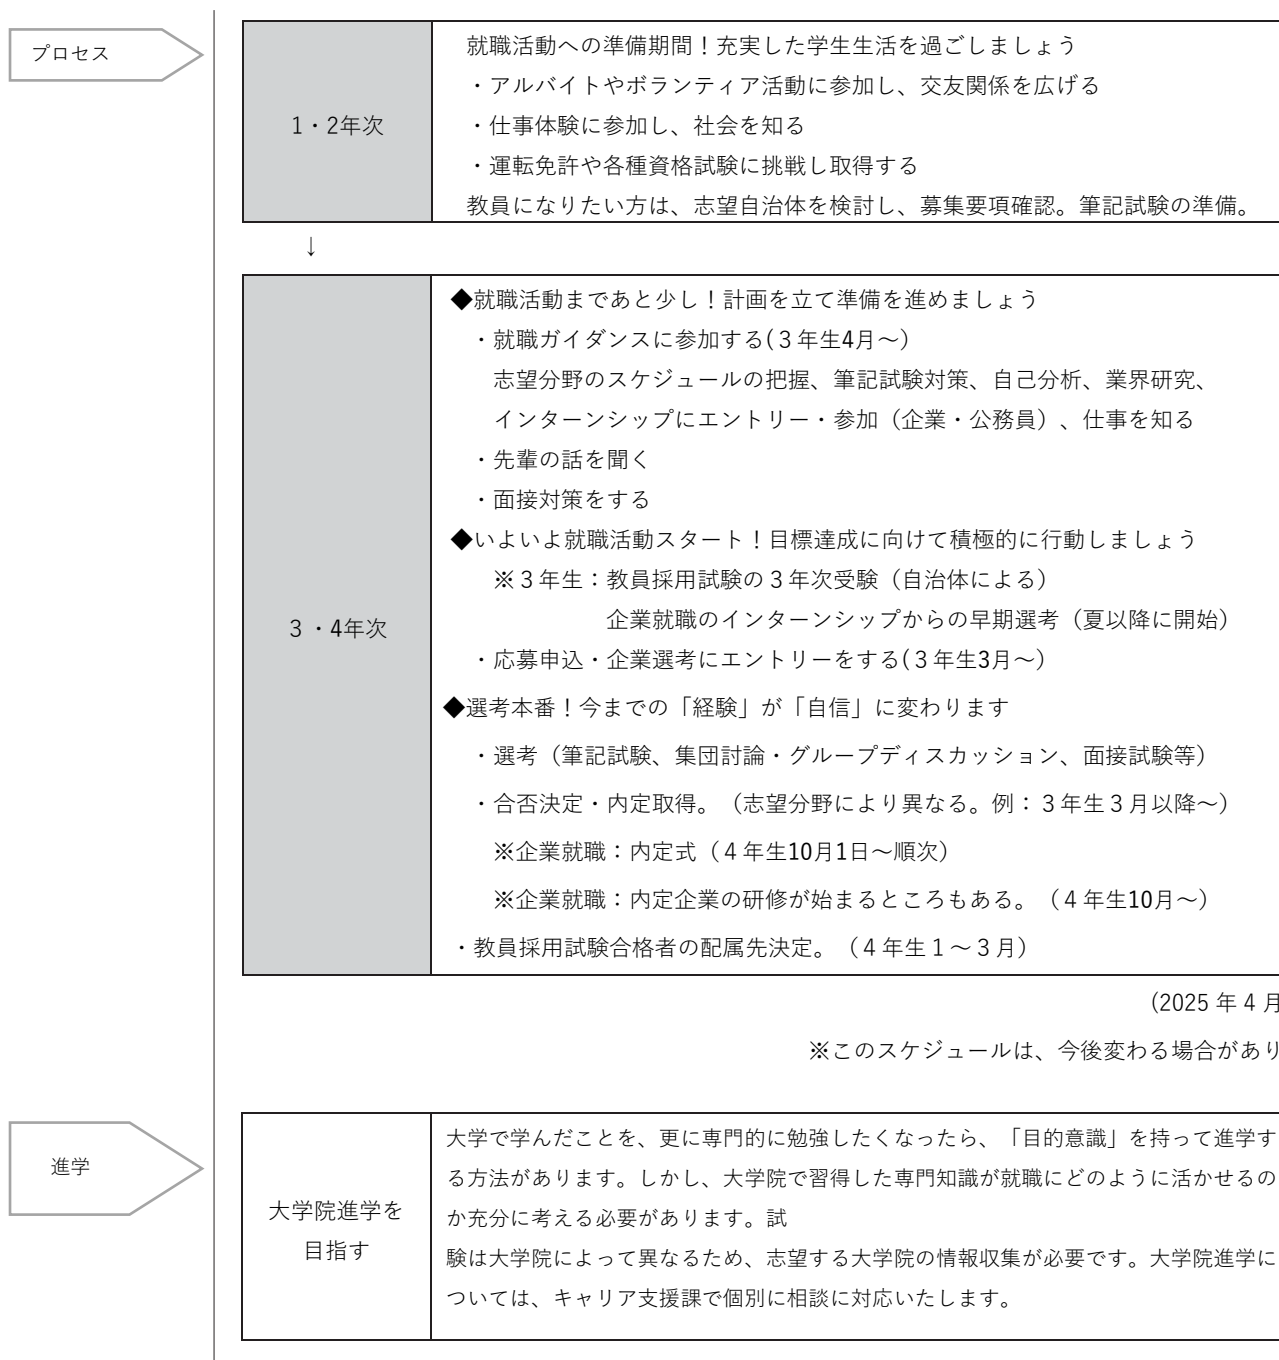 プロセス
1・2年次
就職活動への準備期間！充実した学生生活を過ごしましょう
・アルバイトやボランティア活動に参加し、交友関係を広げる
・仕事体験に参加し、社会を知る
・運転免許や各種資格試験に挑戦し取得する
教員になりたい方は、志望自治体を検討し、募集要項確認。筆記試験の準備。
↓
３・4年次
◆就職活動まであと少し！計画を立て準備を進めましょう
・就職ガイダンスに参加する(３年生4月～)
志望分野のスケジュールの把握、筆記試験対策、自己分析、業界研究、
インターンシップにエントリー・参加（企業・公務員）、仕事を知る
・先輩の話を聞く
・面接対策をする
◆いよいよ就職活動スタート！目標達成に向けて積極的に行動しましょう
※３年生：教員採用試験の３年次受験（自治体による）
企業就職のインターンシップからの早期選考（夏以降に開始）
・応募申込・企業選考にエントリーをする(３年生3月～)
◆選考本番！今までの「経験」が「自信」に変わります
・選考（筆記試験、集団討論・グループディスカッション、面接試験等）
・合否決定・内定取得。（志望分野により異なる。例：３年生３月以降～）
※企業就職：内定式（４年生10月1日～順次）
※企業就職：内定企業の研修が始まるところもある。（４年生10月～）
・教員採用試験合格者の配属先決定。（４年生１～３月）
(2025 年 4 月
※このスケジュールは、今後変わる場合があり
進学
大学院進学を
目指す
大学で学んだことを、更に専門的に勉強したくなったら、「目的意識」を持って進学す
る方法があります。しかし、大学院で習得した専門知識が就職にどのように活かせるの
か充分に考える必要があります。試
験は大学院によって異なるため、志望する大学院の情報収集が必要です。大学院進学に
ついては、キャリア支援課で個別に相談に対応いたします。